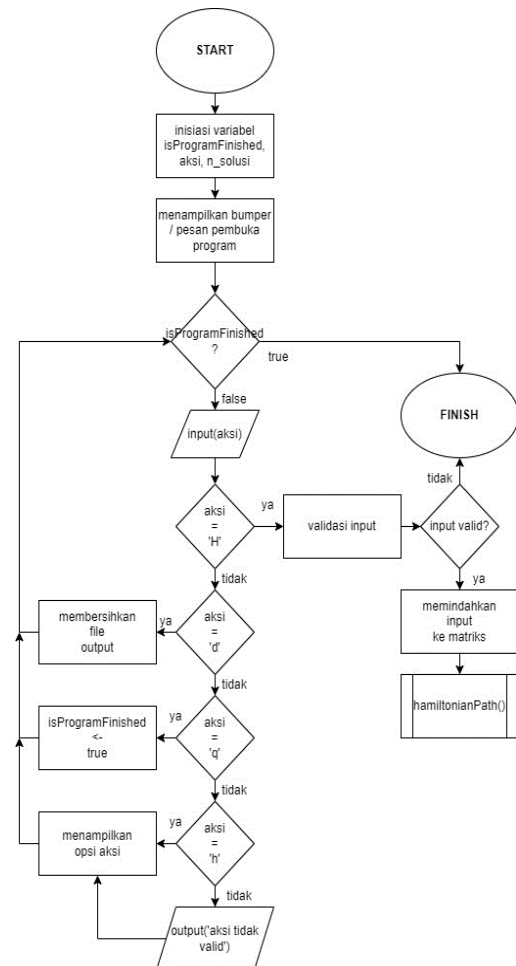 START
inisiasi variabel
isProgramFinished,
aksi, n_solusi
menampilkan bumper
/ pesan pembuka
program
isProgramFinished
?
true
false
input(aksi)
FINISH
tidak
aksi
=
'H'
ya
validasi input
input valid?
tidak
ya
membersihkan
file
output
ya
aksi
=
'd'
memindahkan
input
ke matriks
tidak
isProgramFinished
<-
true
ya
aksi
=
'q'
hamiltonianPath()
tidak
menampilkan
opsi aksi
ya
aksi
=
'h'
tidak
output('aksi tidak
valid')